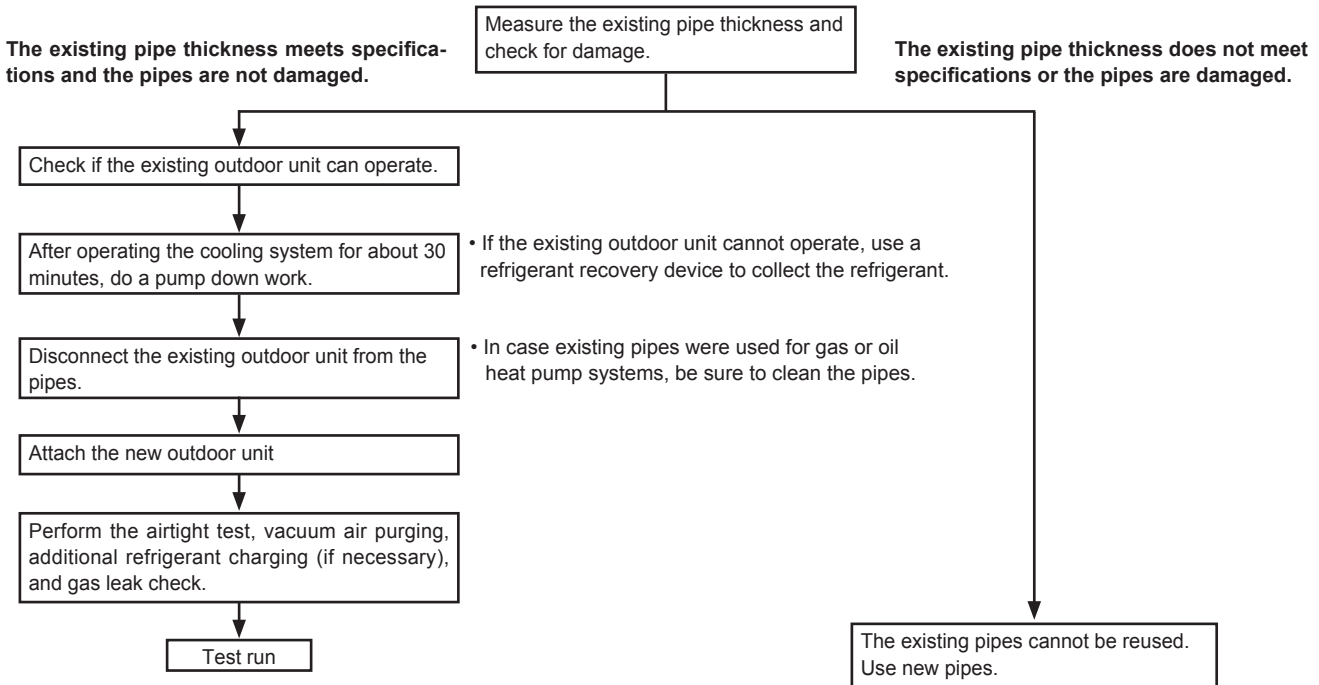 Measure the existing pipe thickness and
check for damage.
The existing pipe thickness meets specifica-
tions and the pipes are not damaged.
The existing pipe thickness does not meet
specifications or the pipes are damaged.
Check if the existing outdoor unit can operate.
After operating the cooling system for about 30
minutes, do a pump down work.
• If the existing outdoor unit cannot operate, use a
refrigerant recovery device to collect the refrigerant.
Disconnect the existing outdoor unit from the
pipes.
• In case existing pipes were used for gas or oil
heat pump systems, be sure to clean the pipes.
Attach the new outdoor unit
Perform the airtight test, vacuum air purging,
additional refrigerant charging (if necessary),
and gas leak check.
Test run
The existing pipes cannot be reused.
Use new pipes.